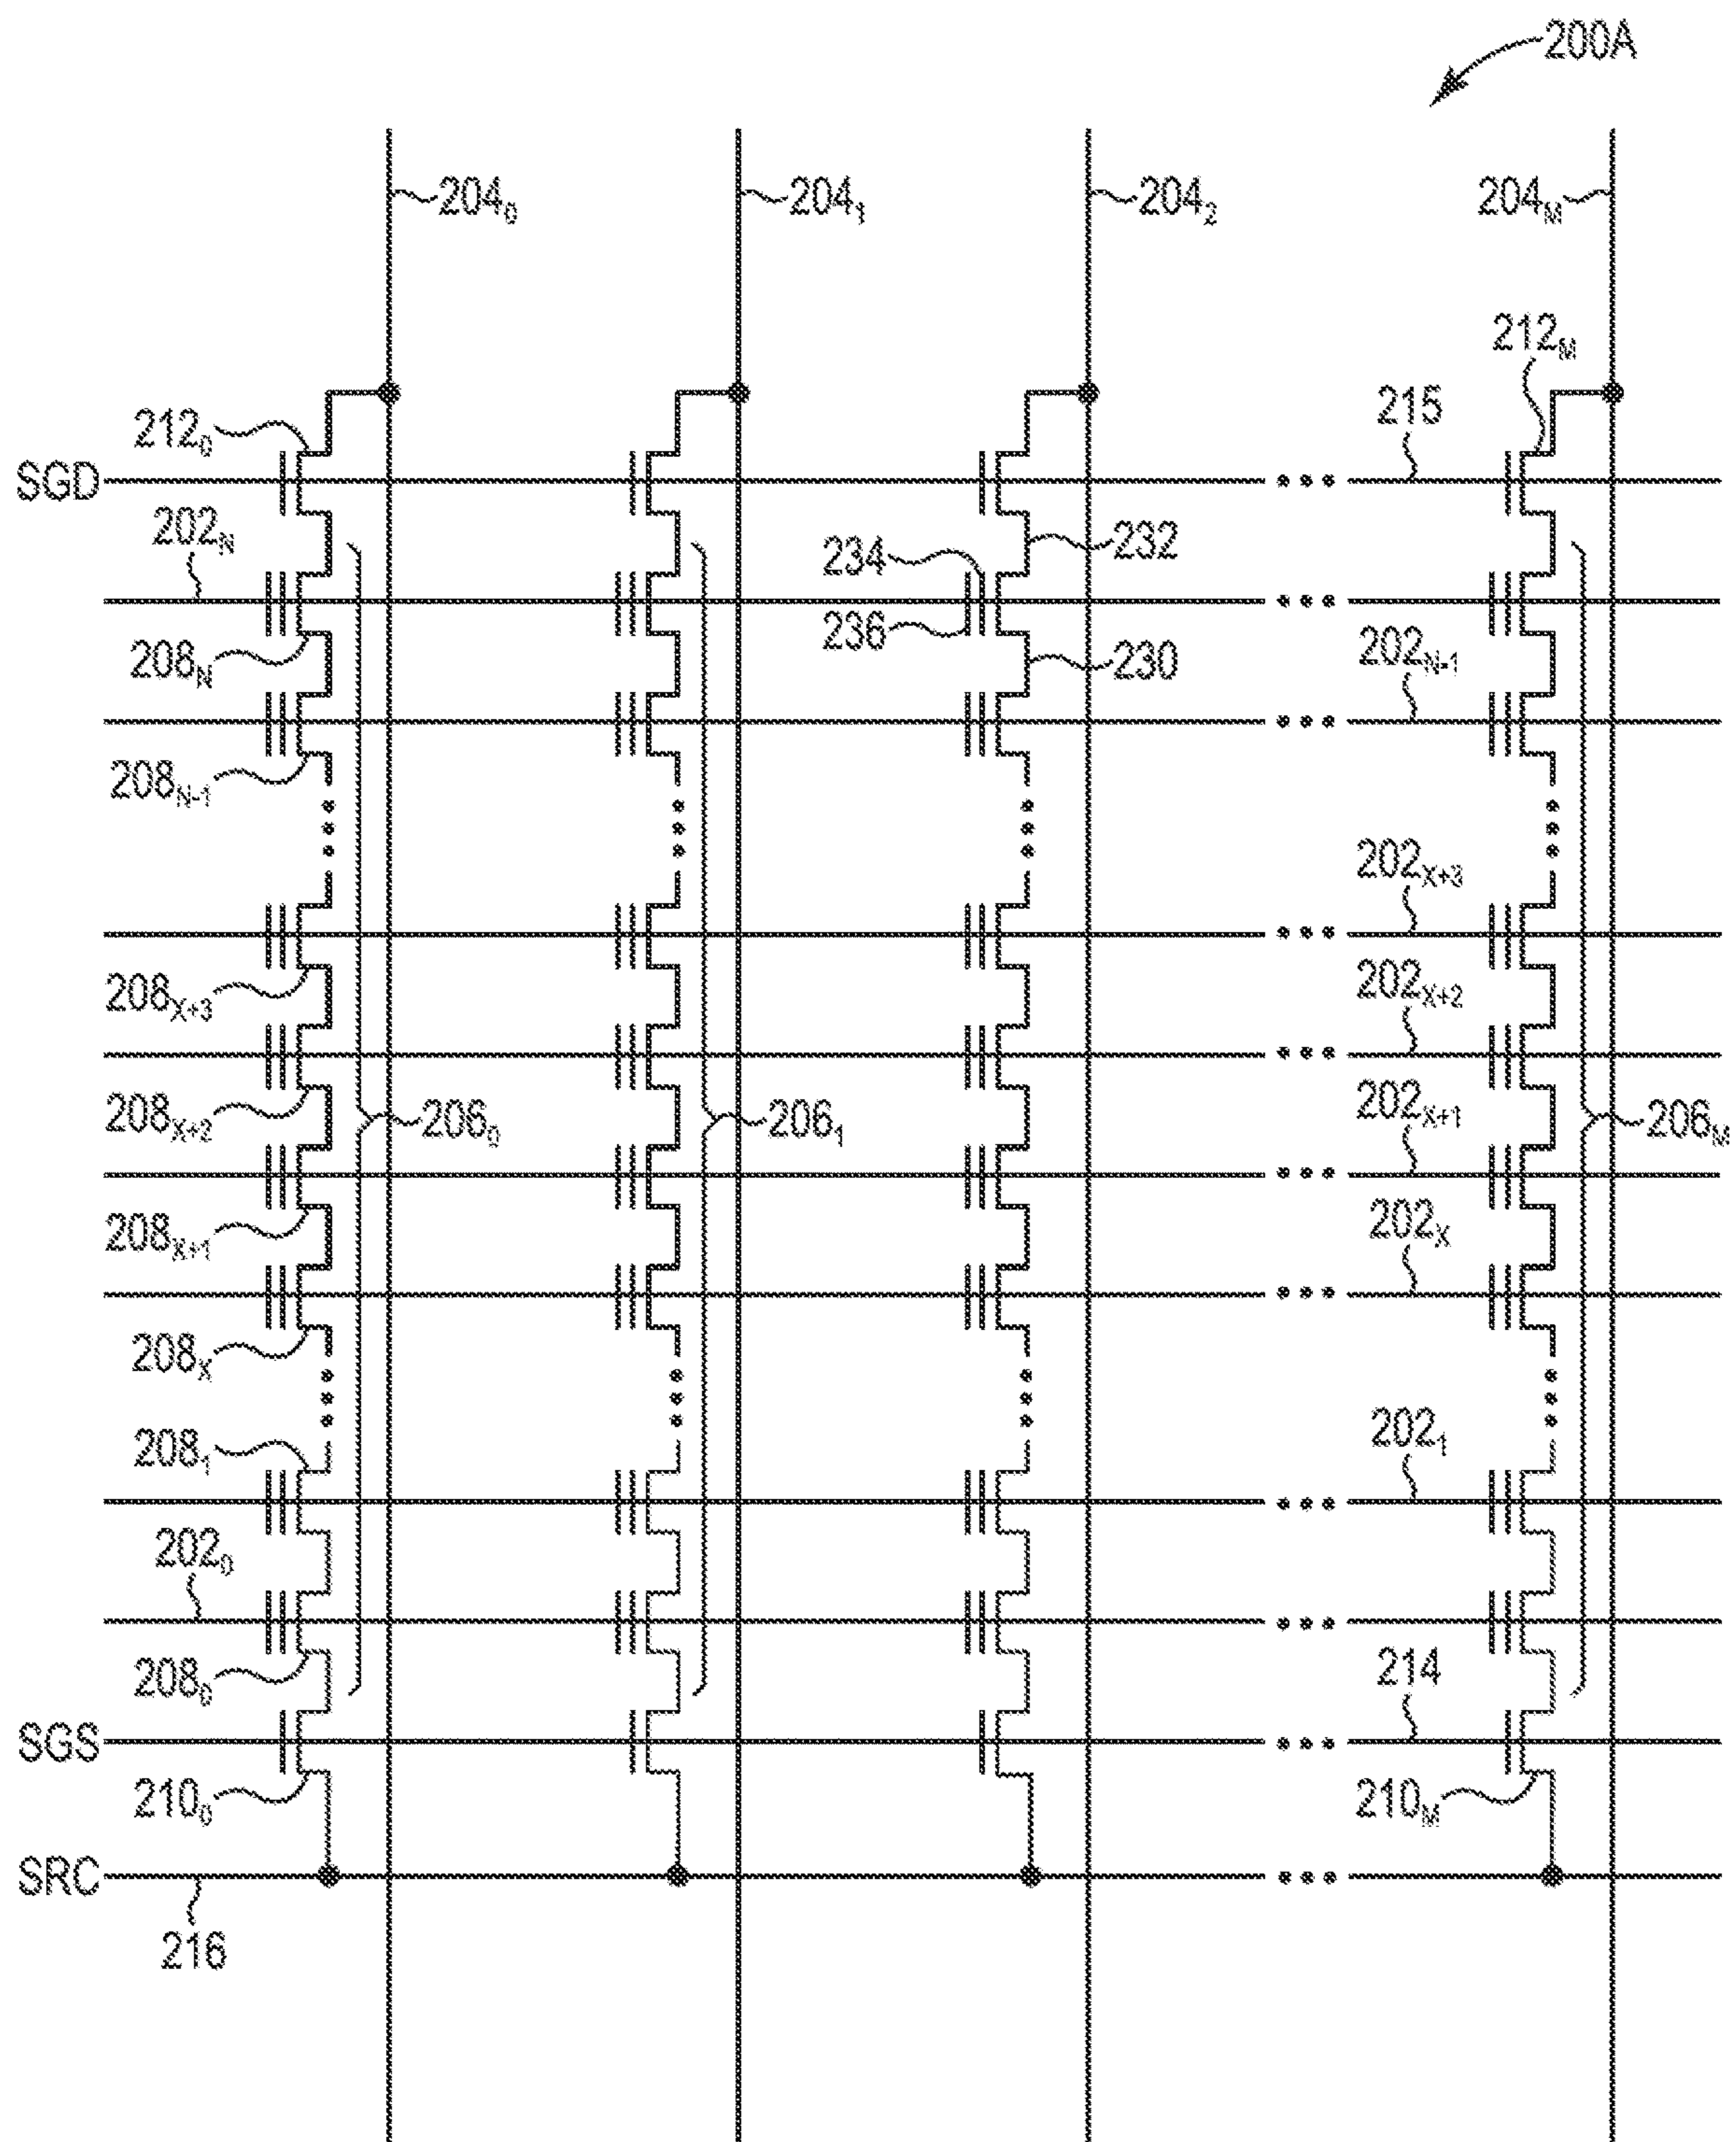 200A
204₀ 204₁ 204₂ 204M
212M
212₀ 215
SGD
202N 234 232
236
208N 230 202N-1
208N-1
202X+3
208X+3 202X+2
208X+2 206₀ 206₁ 202X+1 206M
208X+1 202X
208X
208₁ 202₁
202₀
208₀ 214
SGS
210₀ 210M
SRC
216